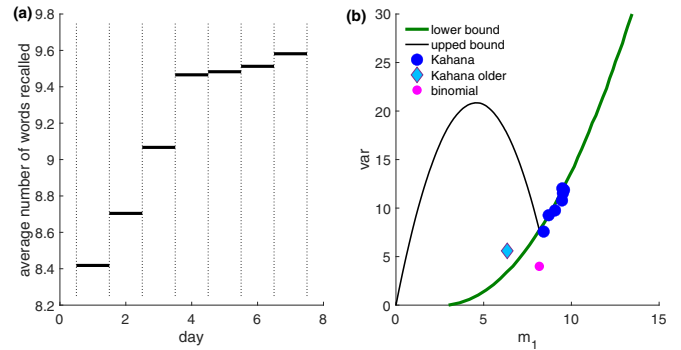 (a)
9.8
9.6
9.4
9.2
9
8.8
8.6
8.4
8.2
average number of words recalled
0
2
4
6
8
day
(b)
30
25
20
15
10
5
0
var
lower bound
upped bound
Kahana
Kahana older
binomial
0
5
10
15
m1